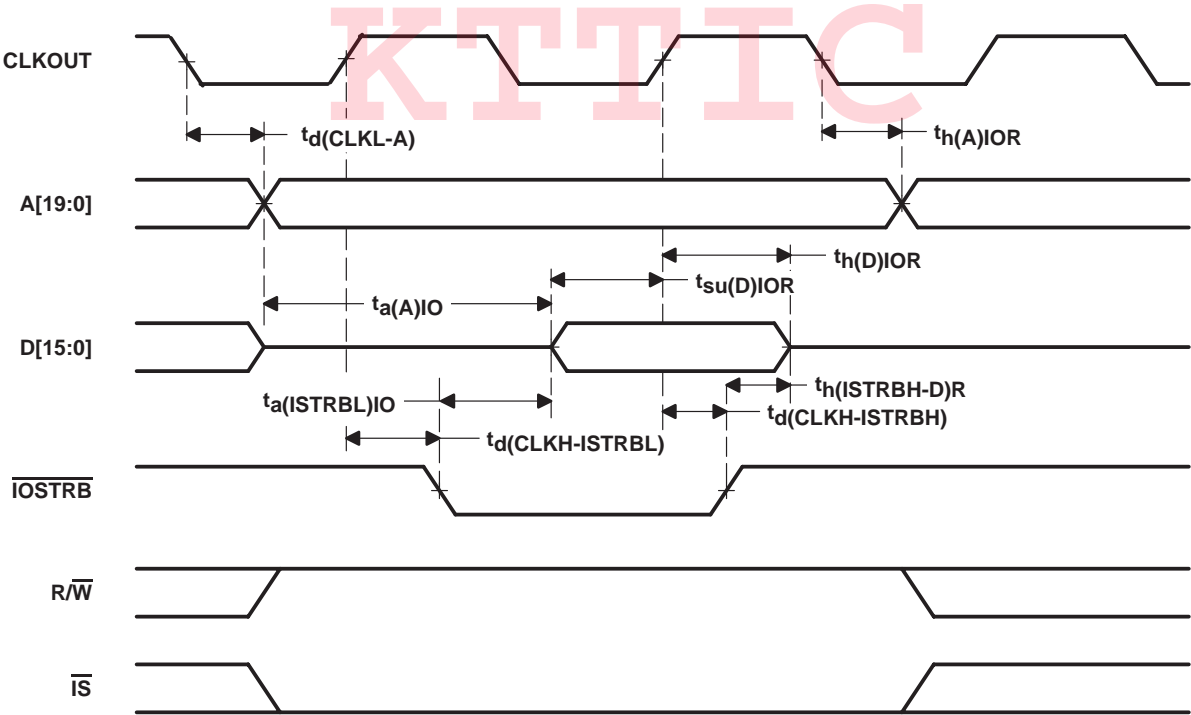 KTTIC
CLKOUT
td(CLKL-A)
th(A)IOR
A[19:0]
th(D)IOR
tsu(D)IOR
ta(A)IO
D[15:0]
th(ISTRBH-D)R
ta(ISTRBL)IO
td(CLKH-ISTRBH)
td(CLKH-ISTRBL)
IOSTRB
R/W
IS